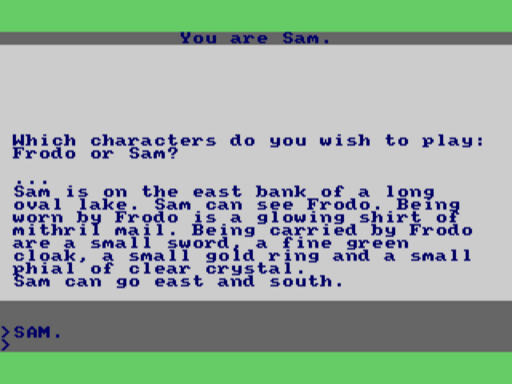 You are Sam.
Which characters do you wish to play:
Frodo or Sam?
...
Sam is on the east bank of a long
oval lake. Sam can see Frodo. Being
worn by Frodo is a glowing shirt of
mithril mail. Being carried by Frodo
are a small sword, a fine green
cloak, a small gold ring and a small
phial of clear crystal.
Sam can go east and south.
>SAM.
>